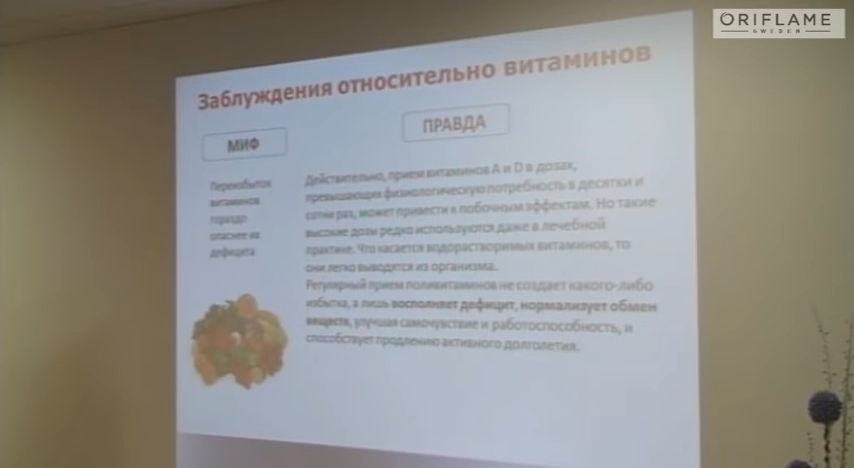 ORIFLAME
SWEDEN
Заблуждения относительно витаминов
МИФ
ПРАВДА
Переизбыток
витаминов
гораздо
опаснее их
дефицита
Действительно, прием витаминов А и D в дозах,
превышающих физиологическую потребность в десятки и
сотни раз, может привести к побочным эффектам. Но такие
высокие дозы редко используются даже в лечебной
практике. Что касается водорастворимых витаминов, то
они легко выводятся из организма.
Регулярный прием поливитаминов не создает какого-либо
избытка, а лишь восполняет дефицит, нормализует обмен
веществ, улучшая самочувствие и работоспособность, и
способствует продлению активного долголетия.